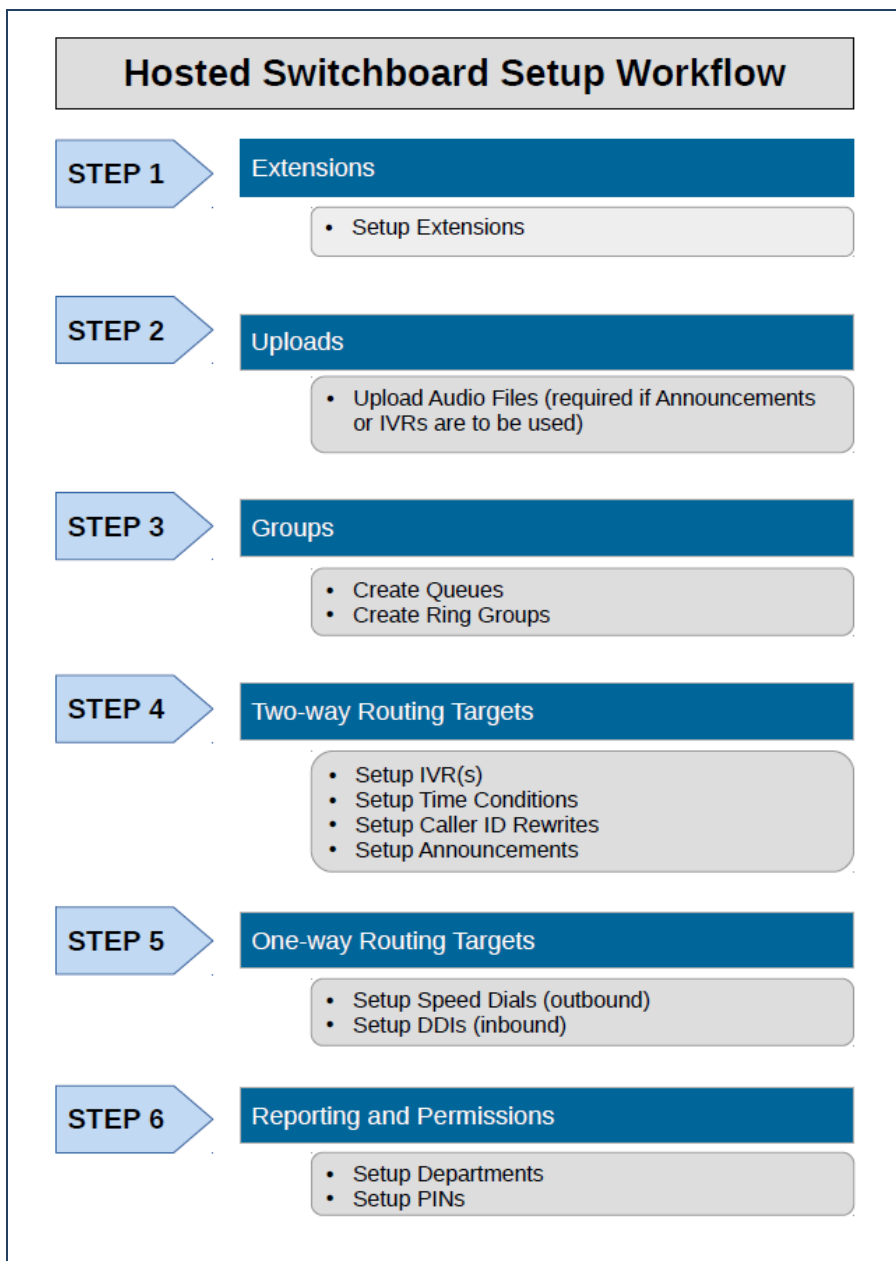 Hosted Switchboard Setup Workflow
STEP 1
Extensions
• Setup Extensions
STEP 2
Uploads
• Upload Audio Files (required if Announcements
or IVRs are to be used)
STEP 3
Groups
• Create Queues
• Create Ring Groups
STEP 4
Two-way Routing Targets
• Setup IVR(s)
• Setup Time Conditions
• Setup Caller ID Rewrites
• Setup Announcements
STEP 5
One-way Routing Targets
• Setup Speed Dials (outbound)
• Setup DDIs (inbound)
STEP 6
Reporting and Permissions
• Setup Departments
• Setup PINs